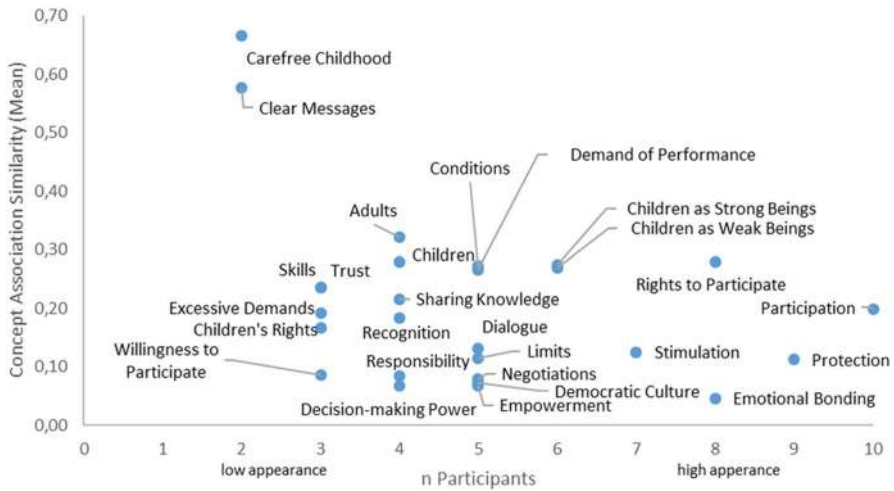 Concept Association Similarity (Mean)
0,70
0,60
0,50
0,40
0,30
0,20
0,10
0,00
Carefree Childhood
Clear Messages
Conditions
Demand of Performance
Adults
Children as Strong Beings
Children as Weak Beings
Children
Skills
Trust
Rights to Participate
Sharing Knowledge
Excessive Demands
Participation
Children's Rights
Recognition
Dialogue
Willingness to
Participate
Responsibility
Limits
Stimulation
Protection
Negotiations
Democratic Culture
Emotional Bonding
Decision-making Power
Empowerment
0 1 2 3 4 5 6 7 8 9 10
low appearance
high apperance
n Participants